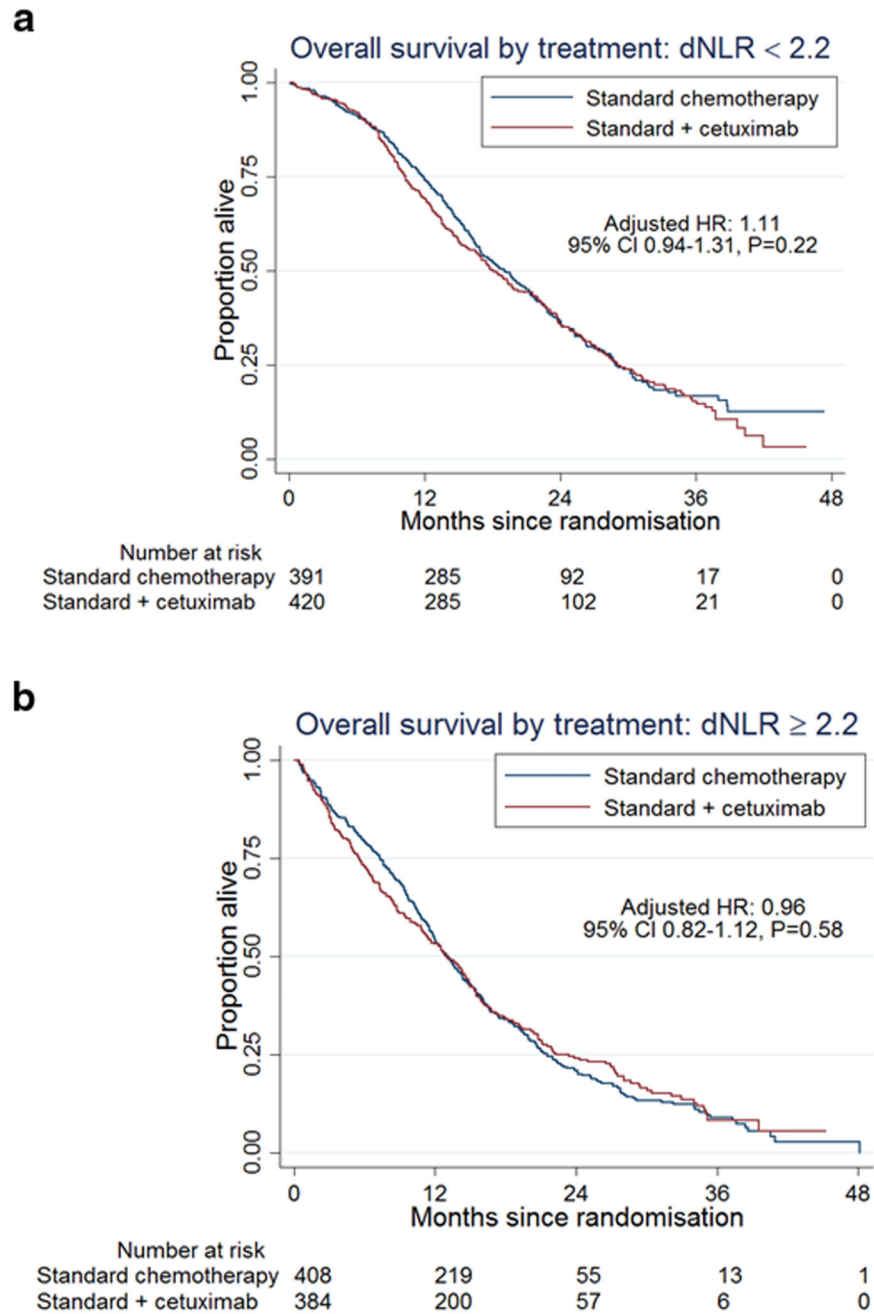 a
Overall survival by treatment: dNLR < 2.2
Standard chemotherapy
Standard + cetuximab
Adjusted HR: 1.11
95% CI 0.94-1.31, P=0.22
Proportion alive
1.00
0.75
0.50
0.25
0.00
0 12 24 36 48
Months since randomisation
Number at risk
Standard chemotherapy 391 285 92 17 0
Standard + cetuximab 420 285 102 21 0
b
Overall survival by treatment: dNLR ≥ 2.2
Standard chemotherapy
Standard + cetuximab
Adjusted HR: 0.96
95% CI 0.82-1.12, P=0.58
Proportion alive
1.00
0.75
0.50
0.25
0.00
0 12 24 36 48
Months since randomisation
Number at risk
Standard chemotherapy 408 219 55 13 1
Standard + cetuximab 384 200 57 6 0